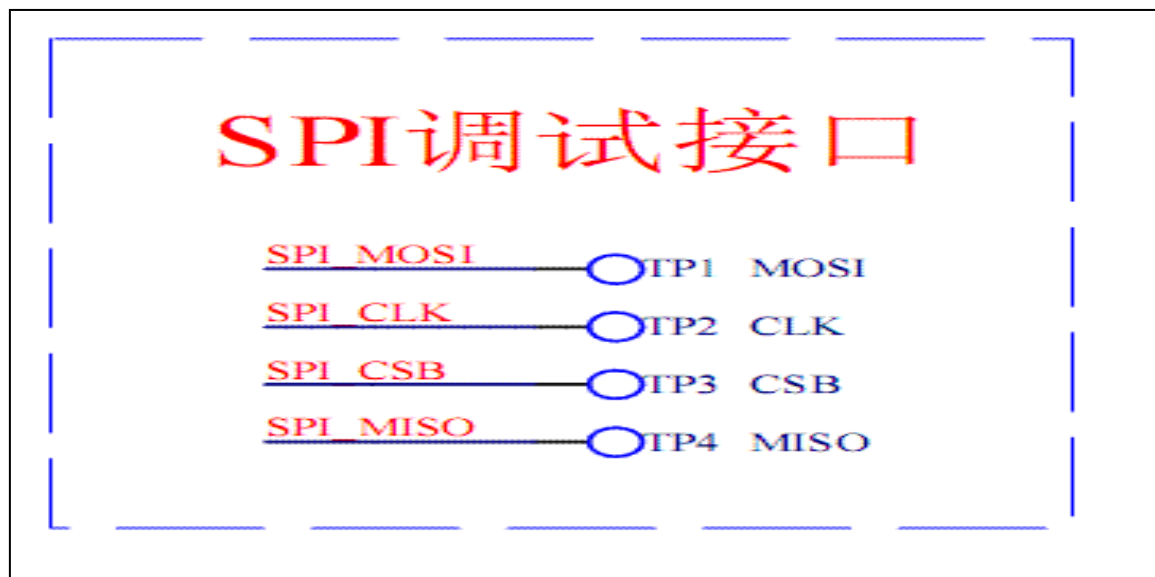 SPI调试接口
SPI_MOSI TP1 MOSI
SPI_CLK TP2 CLK
SPI_CSB TP3 CSB
SPI_MISO TP4 MISO